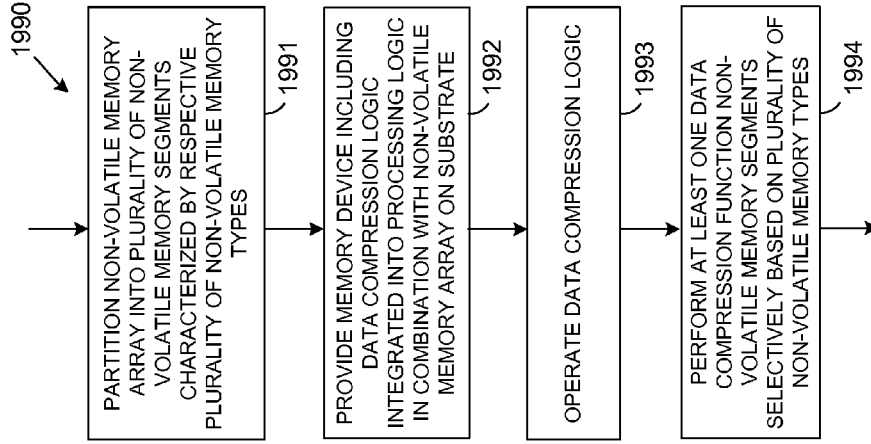 1990
PARTITION NON-VOLATILE MEMORY
ARRAY INTO PLURALITY OF NON-
VOLATILE MEMORY SEGMENTS
CHARACTERIZED BY RESPECTIVE
PLURALITY OF NON-VOLATILE MEMORY
TYPES
1991
PROVIDE MEMORY DEVICE INCLUDING
DATA COMPRESSION LOGIC
INTEGRATED INTO PROCESSING LOGIC
IN COMBINATION WITH NON-VOLATILE
MEMORY ARRAY ON SUBSTRATE
1992
OPERATE DATA COMPRESSION LOGIC
1993
PERFORM AT LEAST ONE DATA
COMPRESSION FUNCTION NON-
VOLATILE MEMORY SEGMENTS
SELECTIVELY BASED ON PLURALITY OF
NON-VOLATILE MEMORY TYPES
1994